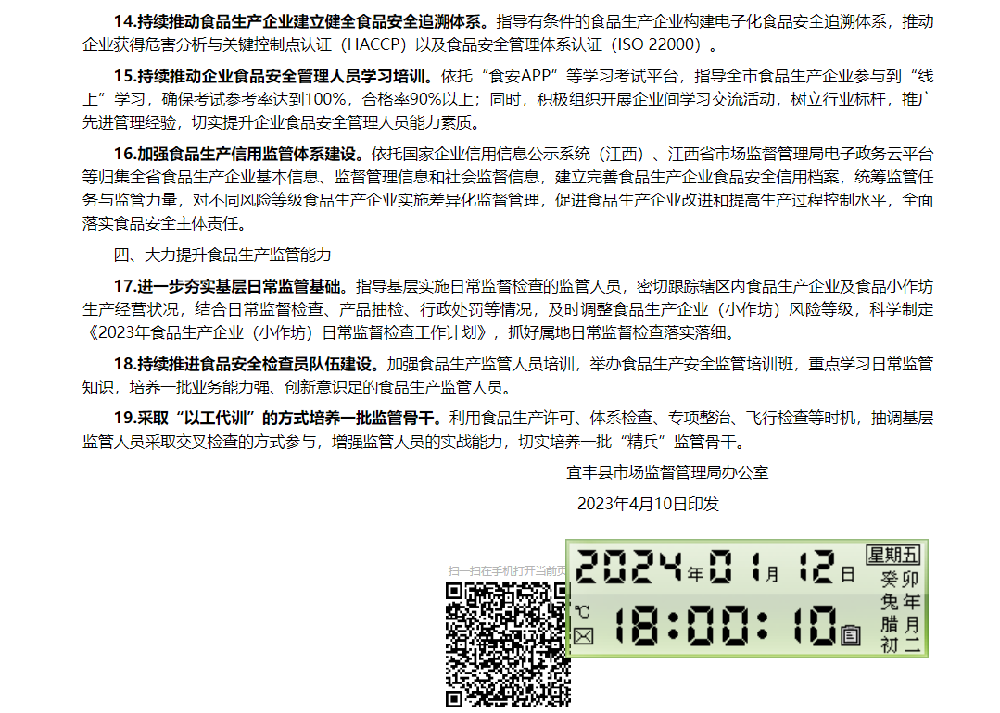 14.持续推动食品生产企业建立健全食品安全追溯体系。指导有条件的食品生产企业构建电子化食品安全追溯体系，推动
企业获得危害分析与关键控制点认证（HACCP）以及食品安全管理体系认证（ISO 22000）。
15.持续推动企业食品安全管理人员学习培训。依托“食安APP”等学习考试平台，指导全市食品生产企业参与到“线
上”学习，确保考试参考率达到100%，合格率90%以上；同时，积极组织开展企业间学习交流活动，树立行业标杆，推广
先进管理经验，切实提升企业食品安全管理人员能力素质。
16.加强食品生产信用监管体系建设。依托国家企业信用信息公示系统（江西）、江西省市场监督管理局电子政务云平台
等归集全省食品生产企业基本信息、监督管理信息和社会监督信息，建立完善食品生产企业食品安全信用档案，统筹监管任
务与监管力量，对不同风险等级食品生产企业实施差异化监督管理，促进食品生产企业改进和提高生产过程控制水平，全面
落实食品安全主体责任。
四、大力提升食品生产监管能力
17.进一步夯实基层日常监管基础。指导基层实施日常监督检查的监管人员，密切跟踪辖区内食品生产企业及食品小作坊
生产经营状况，结合日常监督检查、产品抽检、行政处罚等情况，及时调整食品生产企业（小作坊）风险等级，科学制定
《2023年食品生产企业（小作坊）日常监督检查工作计划》，抓好属地日常监督检查落实落细。
18.持续推进食品安全检查员队伍建设。加强食品生产监管人员培训，举办食品生产安全监管培训班，重点学习日常监管
知识，培养一批业务能力强、创新意识足的食品生产监管人员。
19.采取“以工代训”的方式培养一批监管骨干。利用食品生产许可、体系检查、专项整治、飞行检查等时机，抽调基层
监管人员采取交叉检查的方式参与，增强监管人员的实战能力，切实培养一批“精兵”监管骨干。
宜丰县市场监督管理局办公室
2023年4月10日印发
扫一扫在手机打开当前页
2024年01月12日 星期五
癸卯
兔年
腊月
初二
℃
18:00:10